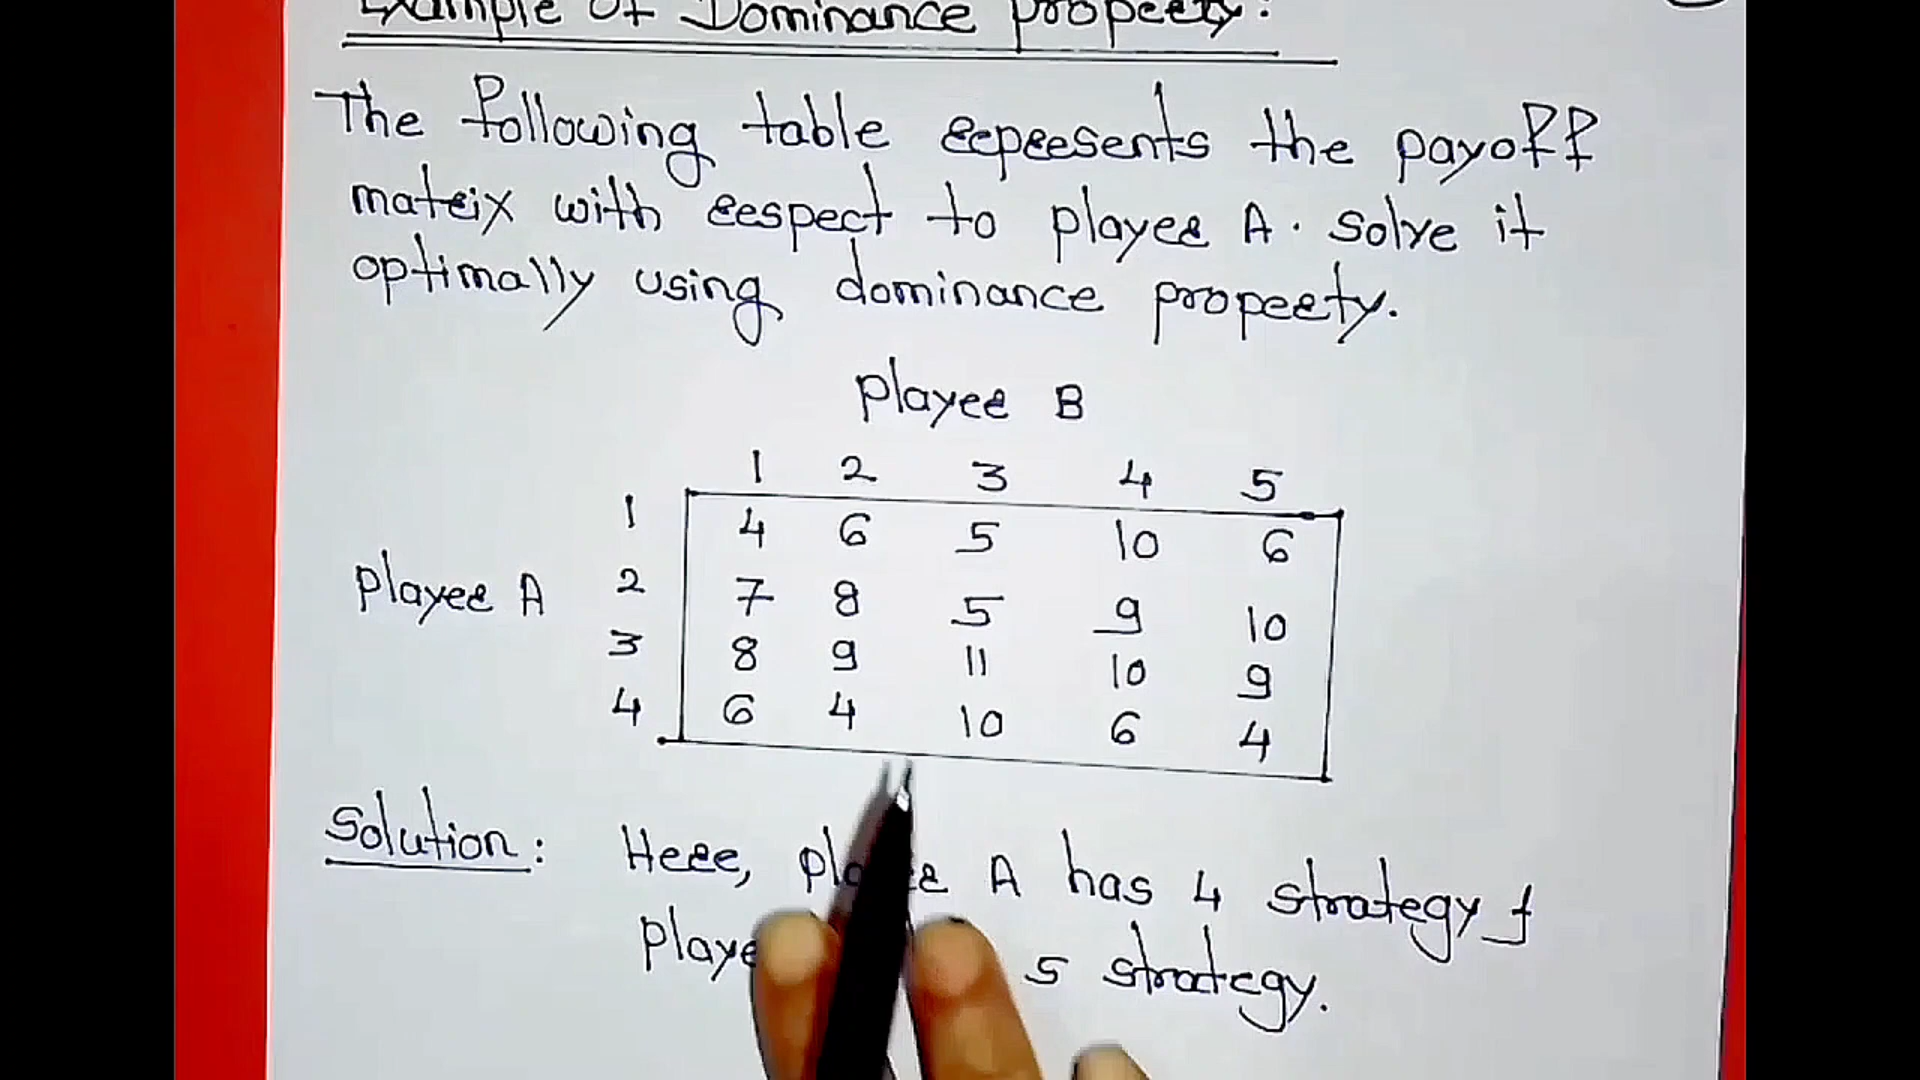 Example of Dominance property:
The following table represents the payoff
matrix with respect to player A. Solve it
optimally using dominance property.
player B
1 2 3 4 5
1 4 6 5 10 6
player A 2 7 8 5 9 10
3 8 9 11 10 9
4 6 4 10 6 4
Solution: Here, player A has 4 strategy &
5 strategy.